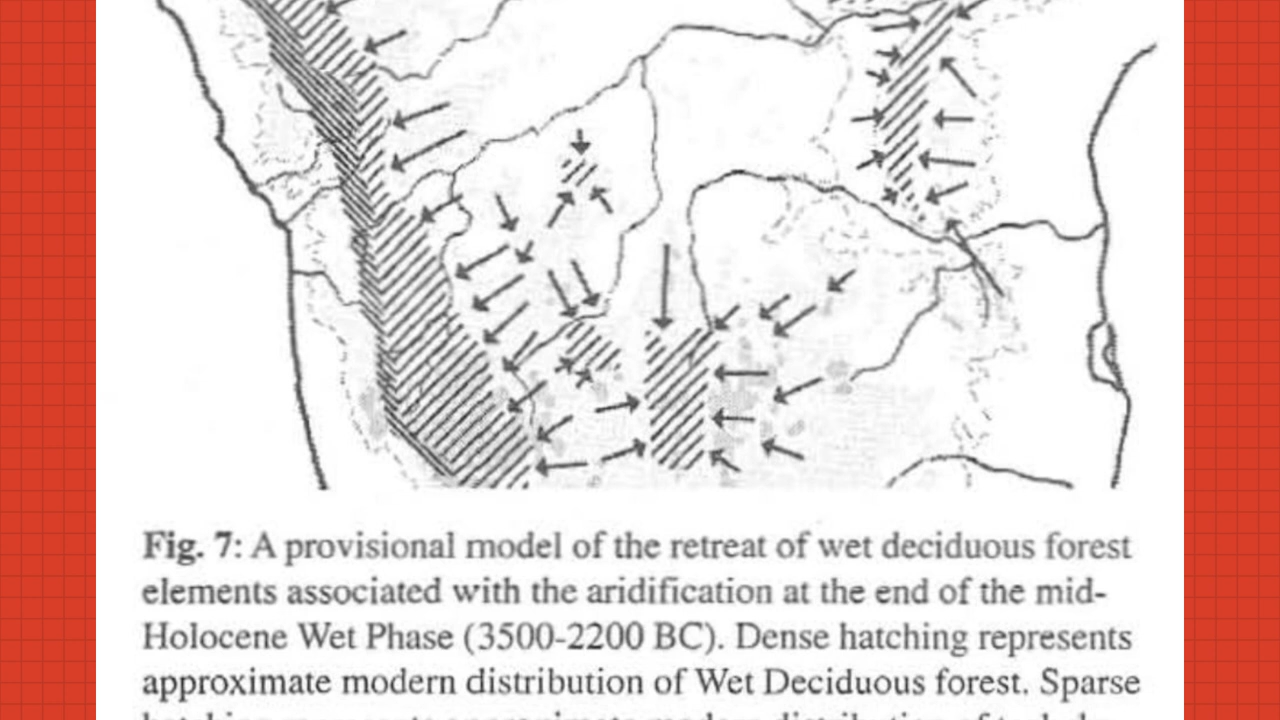 Fig. 7: A provisional model of the retreat of wet deciduous forest
elements associated with the aridification at the end of the mid-
Holocene Wet Phase (3500-2200 BC). Dense hatching represents
approximate modern distribution of Wet Deciduous forest. Sparse